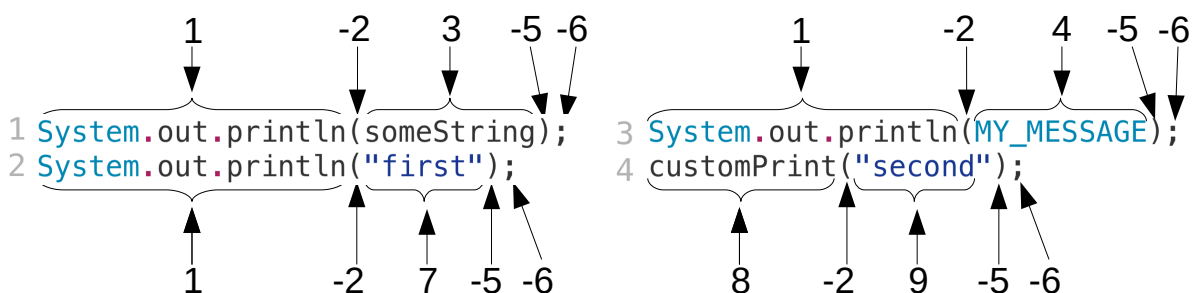 1 -2 3 -5 -6
1 System.out.println(someString);
2 System.out.println("first");
1 -2 7 -5 -6
1 -2 4 -5 -6
3 System.out.println(MY_MESSAGE);
4 customPrint("second");
8 -2 9 -5 -6